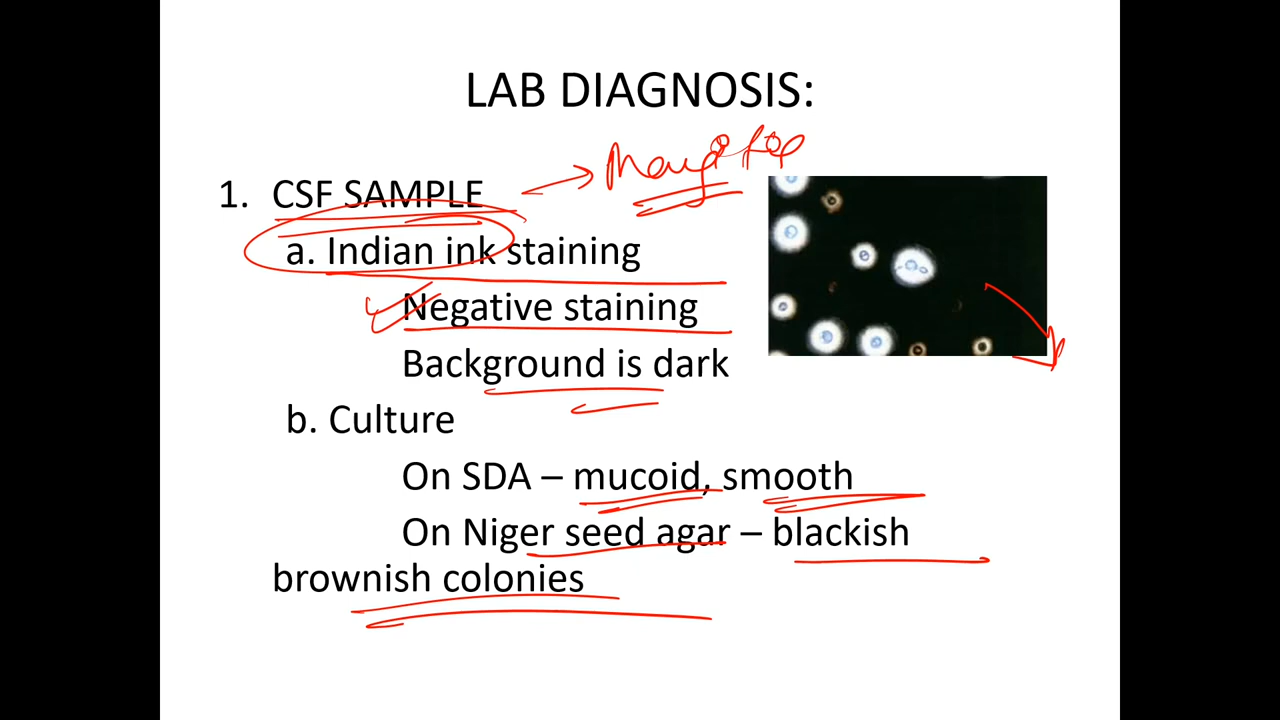 LAB DIAGNOSIS:
1. CSF SAMPLE
a. Indian ink staining
Negative staining
Background is dark
b. Culture
On SDA – mucoid, smooth
On Niger seed agar – blackish
brownish colonies